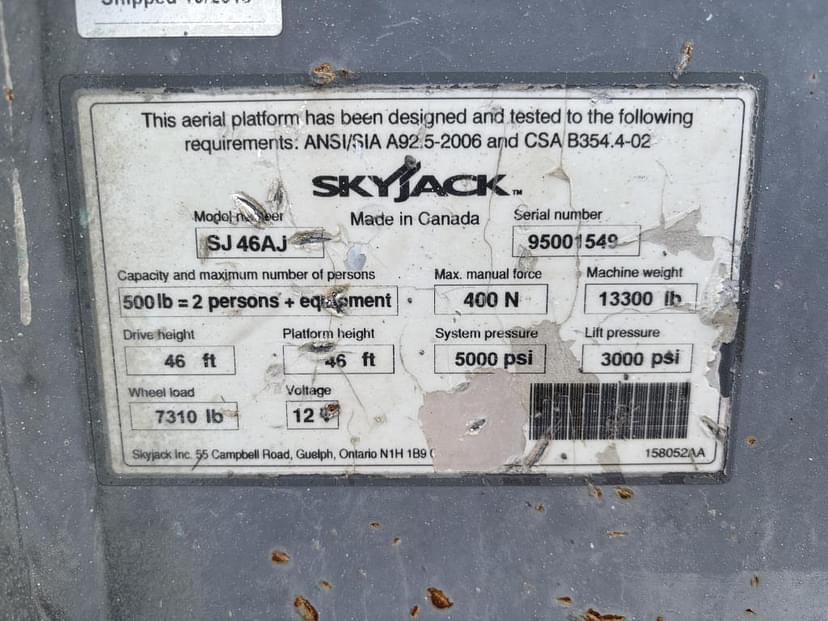 This aerial platform has been designed and tested to the following
requirements: ANSI/SIA A92.5-2006 and CSA B354.4-02
SKYJACK™
Made in Canada
Model number
SJ 46AJ
Serial number
95001549
Capacity and maximum number of persons
500 lb = 2 persons + equipment
Max. manual force
400 N
Machine weight
13300 lb
Drive height
46 ft
Platform height
46 ft
System pressure
5000 psi
Lift pressure
3000 psi
Wheel load
7310 lb
Voltage
12
Skyjack Inc. 55 Campbell Road, Guelph, Ontario N1H 1B9
158052AA